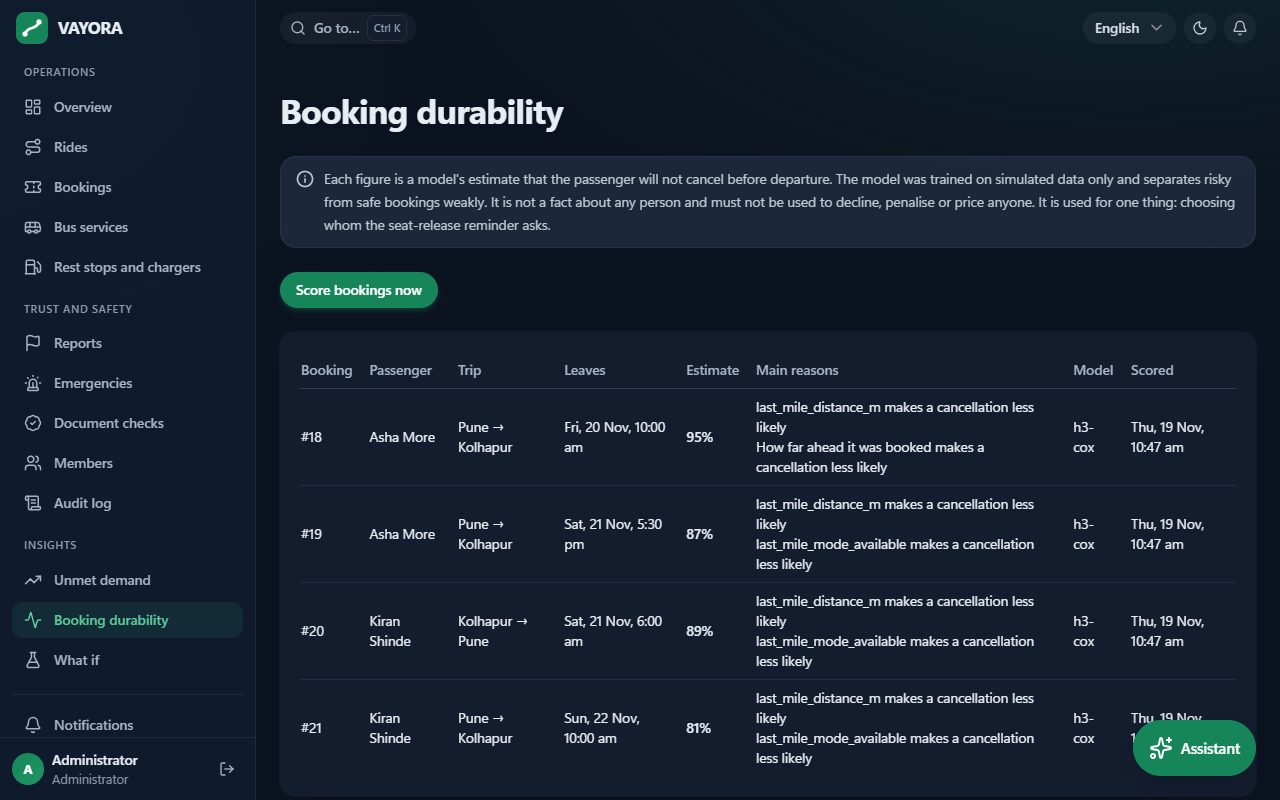 VAYORA
Go to...
Ctrl K
English
OPERATIONS
Overview
Rides
Bookings
Bus services
Rest stops and chargers
TRUST AND SAFETY
Reports
Emergencies
Document checks
Members
Audit log
INSIGHTS
Unmet demand
Booking durability
What if
Notifications
A
Administrator
Administrator
Booking durability
Each figure is a model's estimate that the passenger will not cancel before departure. The model was trained on simulated data only and separates risky
from safe bookings weakly. It is not a fact about any person and must not be used to decline, penalise or price anyone. It is used for one thing: choosing
whom the seat-release reminder asks.
Score bookings now
Booking Passenger Trip Leaves Estimate Main reasons Model Scored
#18
Asha More
Pune →
Kolhapur
Fri, 20 Nov, 10:00
am
95%
last_mile_distance_m makes a cancellation less
likely
How far ahead it was booked makes a
cancellation less likely
h3-
cox
Thu, 19 Nov,
10:47 am
#19
Asha More
Pune →
Kolhapur
Sat, 21 Nov, 5:30
pm
87%
last_mile_distance_m makes a cancellation less
likely
last_mile_mode_available makes a cancellation
less likely
h3-
cox
Thu, 19 Nov,
10:47 am
#20
Kiran
Shinde
Kolhapur →
Pune
Sat, 21 Nov, 6:00
am
89%
last_mile_distance_m makes a cancellation less
likely
last_mile_mode_available makes a cancellation
less likely
h3-
cox
Thu, 19 Nov,
10:47 am
#21
Kiran
Shinde
Pune →
Kolhapur
Sun, 22 Nov,
10:00 am
81%
last_mile_distance_m makes a cancellation less
likely
last_mile_mode_available makes a cancellation
less likely
h3-
cox
Thu, 19 Nov,
Assistant